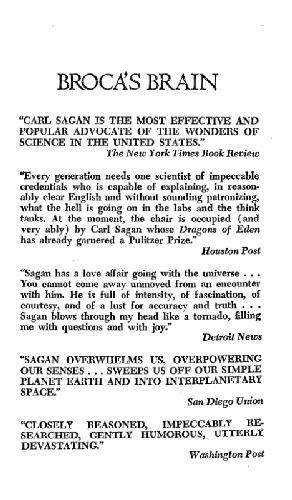 BROCA'S BRAIN
"CARL SAGAN IS THE MOST EFFECTIVE AND
POPULAR ADVOCATE OF THE WONDERS OF
SCIENCE IN THE UNITED STATES."
The New York Times Book Review
"Every generation needs one scientist of impeccable
credentials who is capable of explaining, in reason-
ably clear English and without sounding patronizing,
what the hell is going on in the labs and the think
tanks. At the moment, the chair is occupied (and
very ably) by Carl Sagan whose Dragons of Eden
has already garnered a Pulitzer Prize."
Houston Post
"Sagan has a love affair going with the universe . . .
You cannot come away unmoved from an encounter
with him. He is full of intensity, of fascination, of
courtesy, and of a lust for accuracy and truth . . .
Sagan blows through my head like a tornado, filling
me with questions and with joy."
Detroit News
"SAGAN OVERWHELMS US, OVERPOWERING
OUR SENSES . . . SWEEPS US OFF OUR SIMPLE
PLANET EARTH AND INTO INTERPLANETARY
SPACE."
San Diego Union
"CLOSELY REASONED, IMPECCABLY RE-
SEARCHED, GENTLY HUMOROUS, UTTERLY
DEVASTATING."
Washington Post